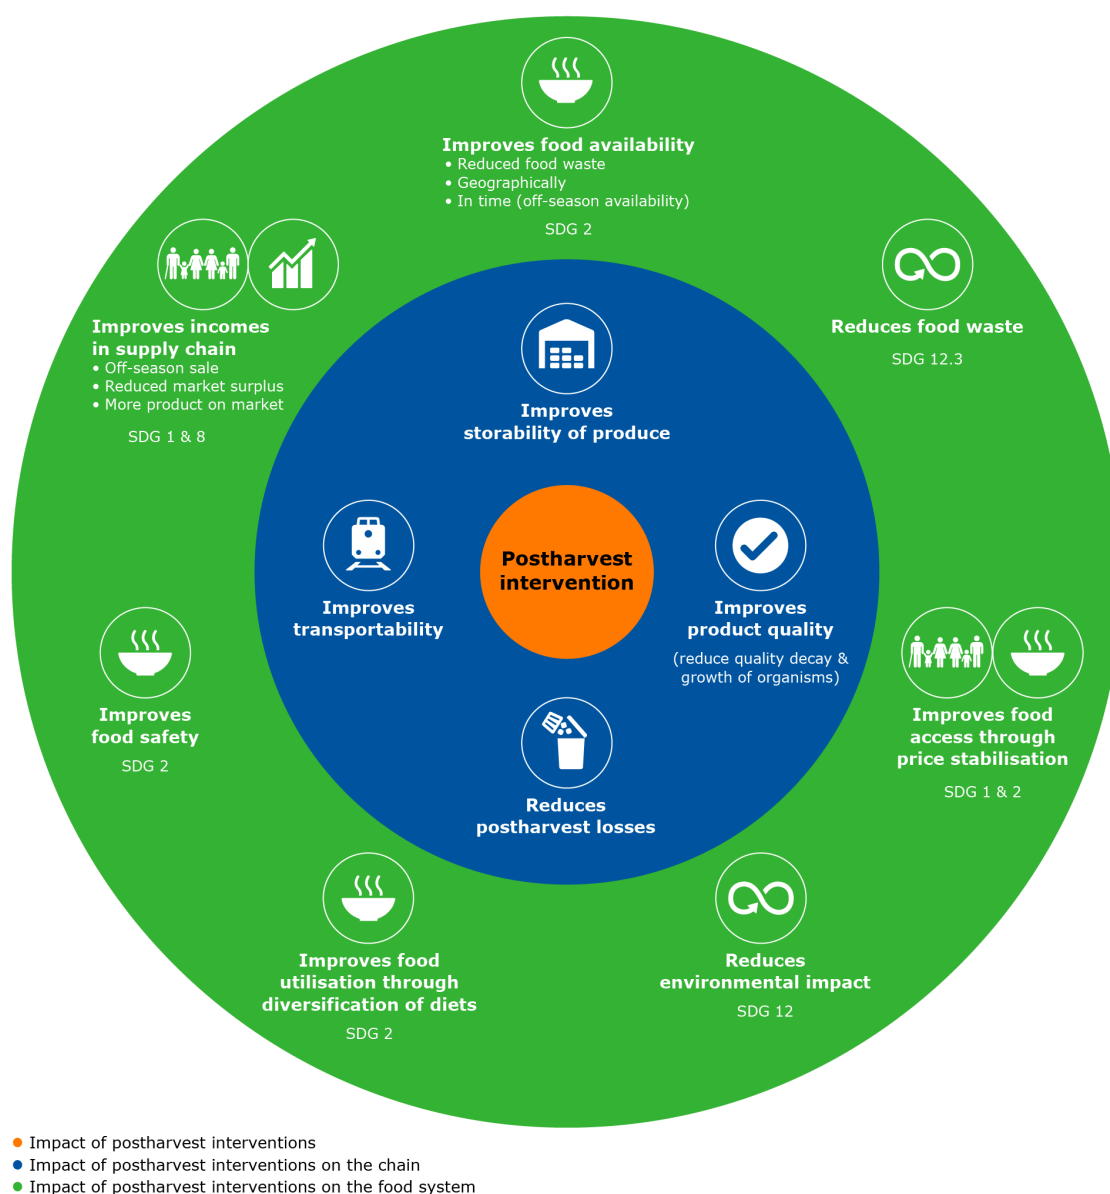 Improves food availability
• Reduced food waste
• Geographically
• In time (off-season availability)
SDG 2
Improves incomes
in supply chain
• Off-season sale
• Reduced market surplus
• More product on market
SDG 1 & 8
Reduces food waste
SDG 12.3
Improves
storability of produce
Postharvest
intervention
Improves
transportability
Improves
product quality
(reduce quality decay &
growth of organisms)
Reduces
postharvest losses
Improves
food safety
SDG 2
Improves food
access through
price stabilisation
SDG 1 & 2
Improves food
utilisation through
diversification of diets
SDG 2
Reduces
environmental impact
SDG 12
• Impact of postharvest interventions
• Impact of postharvest interventions on the chain
• Impact of postharvest interventions on the food system